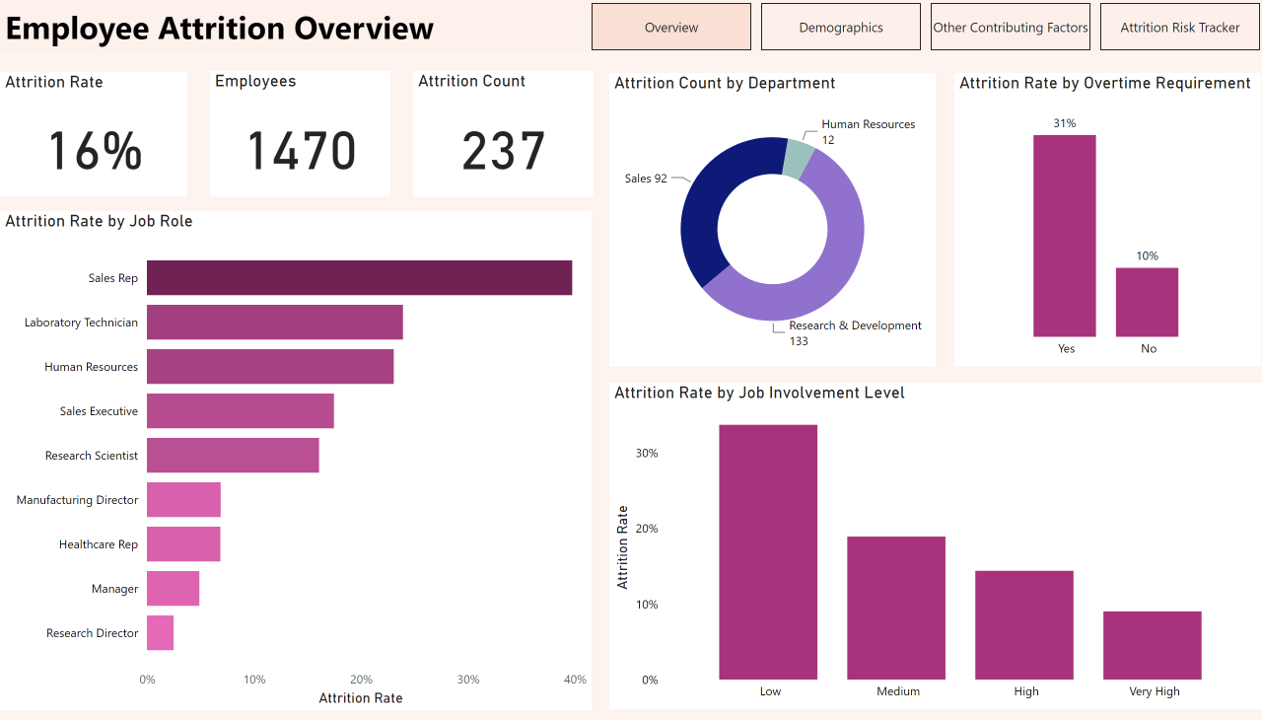 Employee Attrition Overview
Overview
Demographics
Other Contributing Factors
Attrition Risk Tracker
Attrition Rate
16%
Employees
1470
Attrition Count
237
Attrition Rate by Job Role
Sales Rep
Laboratory Technician
Human Resources
Sales Executive
Research Scientist
Manufacturing Director
Healthcare Rep
Manager
Research Director
0% 10% 20% 30% 40%
Attrition Rate
Attrition Count by Department
Human Resources
12
Sales 92
Research & Development
133
Attrition Rate by Overtime Requirement
31%
10%
Yes No
Attrition Rate by Job Involvement Level
Attrition Rate
30%
20%
10%
0%
Low Medium High Very High